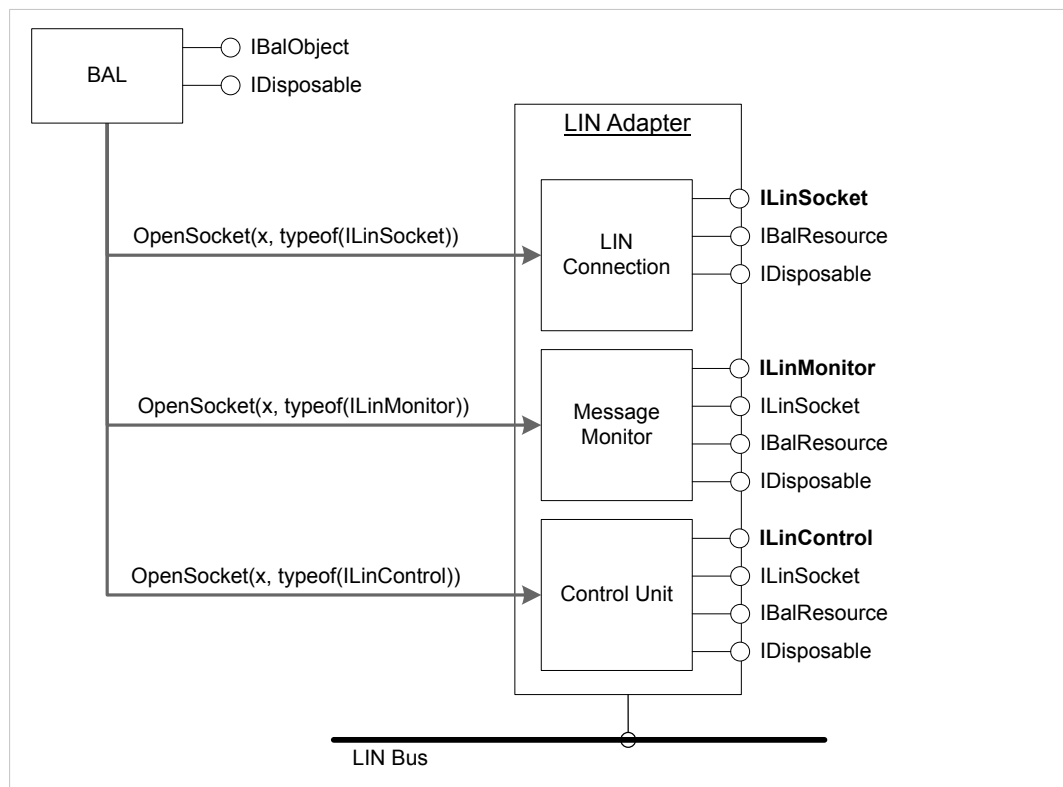 BAL
IBalObject
IDisposable
LIN Adapter
OpenSocket(x, typeof(ILinSocket))
LIN
Connection
ILinSocket
IBalResource
IDisposable
OpenSocket(x, typeof(ILinMonitor))
Message
Monitor
ILinMonitor
ILinSocket
IBalResource
IDisposable
OpenSocket(x, typeof(ILinControl))
Control Unit
ILinControl
ILinSocket
IBalResource
IDisposable
LIN Bus